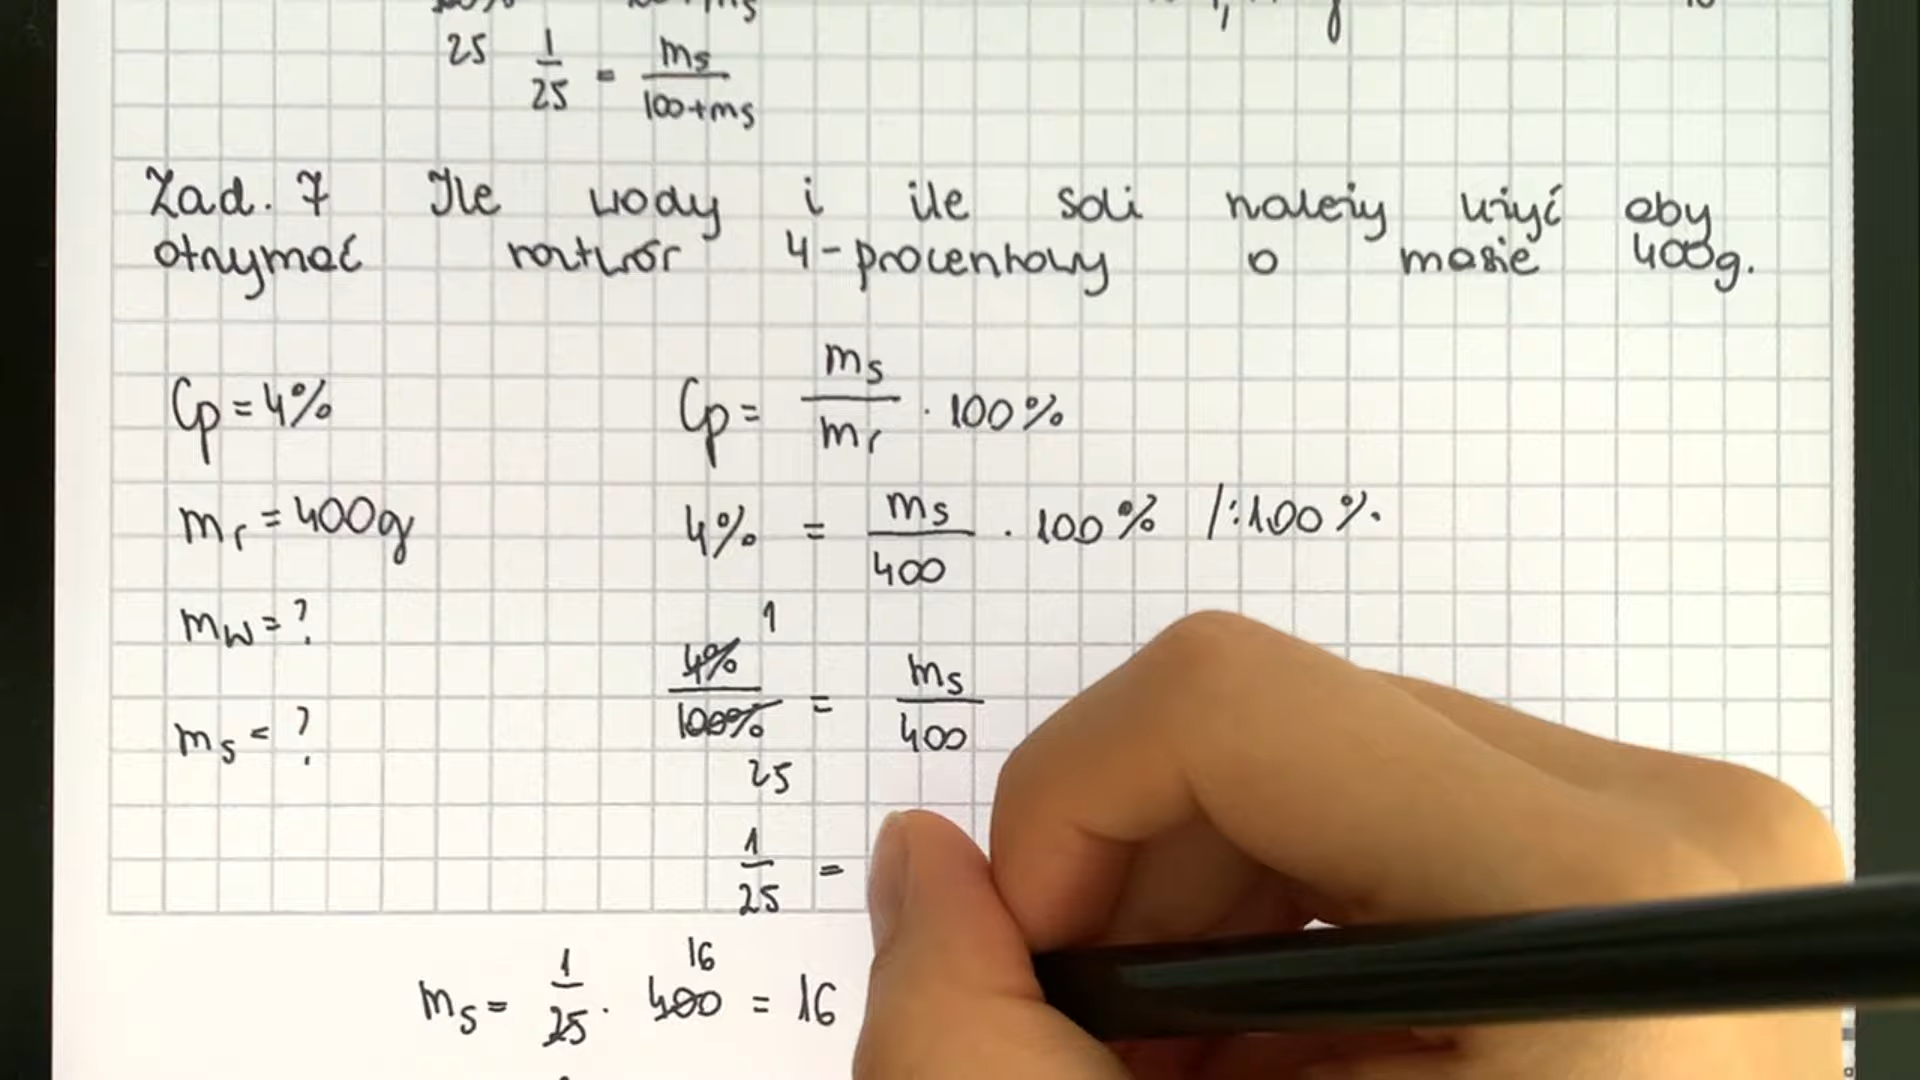 25 1/25 = ms/(100+ms)
Zad. 7 Ile wody i ile soli należy użyć aby
otrzymać roztwór 4-procentowy o masie 400g.
Cp = 4% Cp = ms/mr · 100%
mr = 400g 4% = ms/400 · 100% /:100%
mw = ? 1
4%/100% = ms/400
ms = ? 25
1/25 =
16
ms = 1/25 · 400 = 16